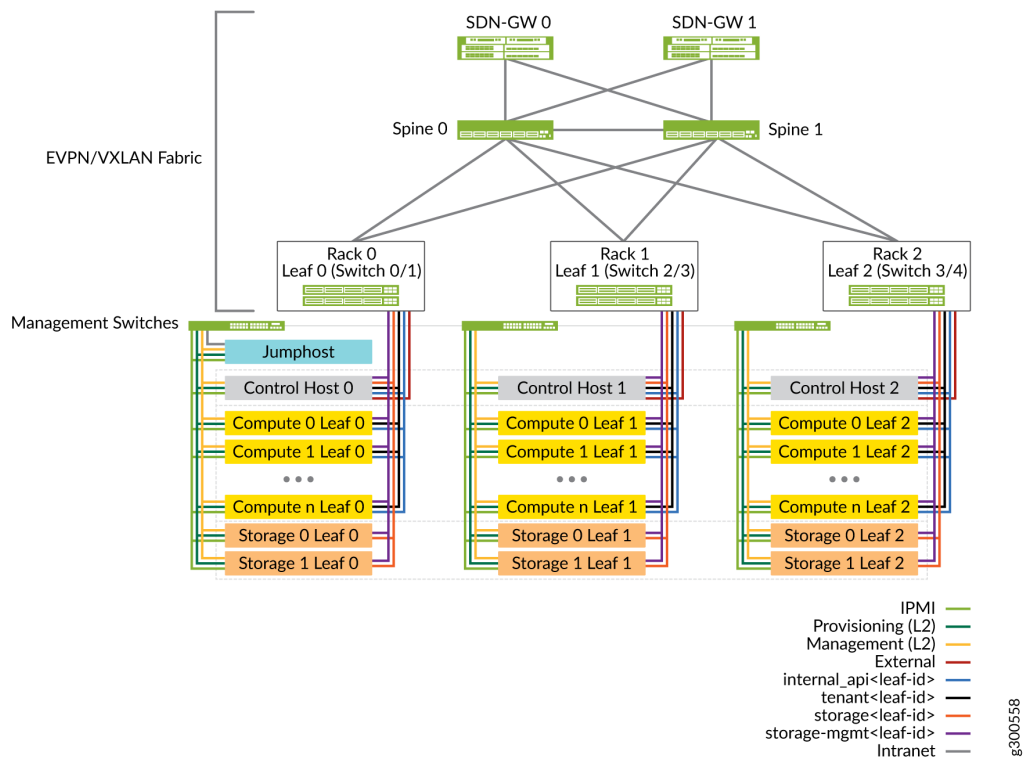 SDN-GW 0
SDN-GW 1
Spine 0
Spine 1
EVPN/VXLAN Fabric
Rack 0
Leaf 0 (Switch 0/1)
Rack 1
Leaf 1 (Switch 2/3)
Rack 2
Leaf 2 (Switch 3/4)
Management Switches
Jumphost
Control Host 0
Control Host 1
Control Host 2
Compute 0 Leaf 0
Compute 0 Leaf 1
Compute 0 Leaf 2
Compute 1 Leaf 0
Compute 1 Leaf 1
Compute 1 Leaf 2
Compute n Leaf 0
Compute n Leaf 1
Compute n Leaf 2
Storage 0 Leaf 0
Storage 0 Leaf 1
Storage 0 Leaf 2
Storage 1 Leaf 0
Storage 1 Leaf 1
Storage 1 Leaf 2
IPMI
Provisioning (L2)
Management (L2)
External
internal_api<leaf-id>
tenant<leaf-id>
storage<leaf-id>
storage-mgmt<leaf-id>
Intranet
g300558